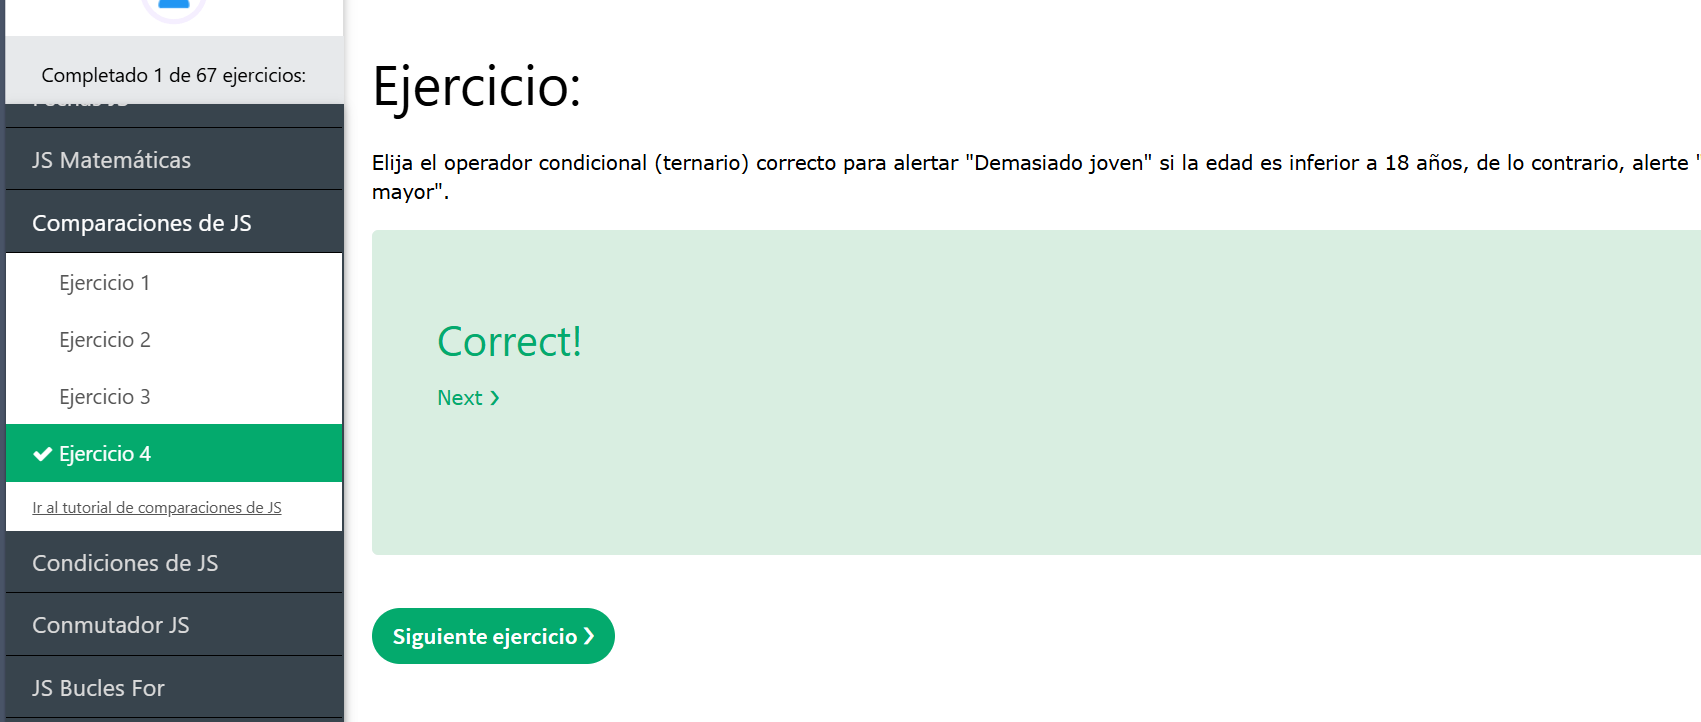 Completado 1 de 67 ejercicios:
JS Matemáticas
Comparaciones de JS
Ejercicio 1
Ejercicio 2
Ejercicio 3
Ejercicio 4
Ir al tutorial de comparaciones de JS
Condiciones de JS
Conmutador JS
JS Bucles For
Ejercicio:
Elija el operador condicional (ternario) correcto para alertar "Demasiado joven" si la edad es inferior a 18 años, de lo contrario, alerte "
mayor".
Correct!
Next ❯
Siguiente ejercicio ❯